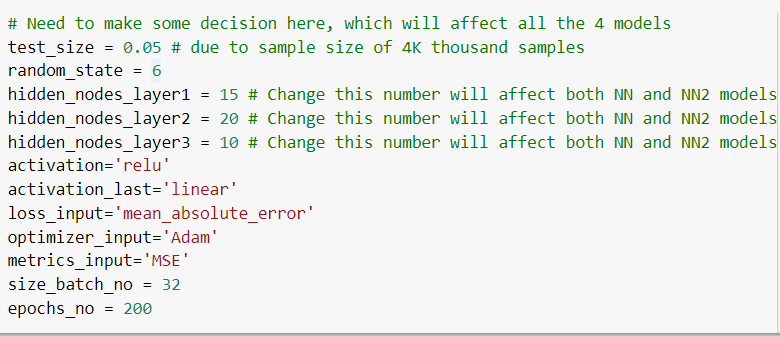 # Need to make some decision here, which will affect all the 4 models
test_size = 0.05 # due to sample size of 4K thousand samples
random_state = 6
hidden_nodes_layer1 = 15 # Change this number will affect both NN and NN2 models
hidden_nodes_layer2 = 20 # Change this number will affect both NN and NN2 models
hidden_nodes_layer3 = 10 # Change this number will affect both NN and NN2 models
activation='relu'
activation_last='linear'
loss_input='mean_absolute_error'
optimizer_input='Adam'
metrics_input='MSE'
size_batch_no = 32
epochs_no = 200